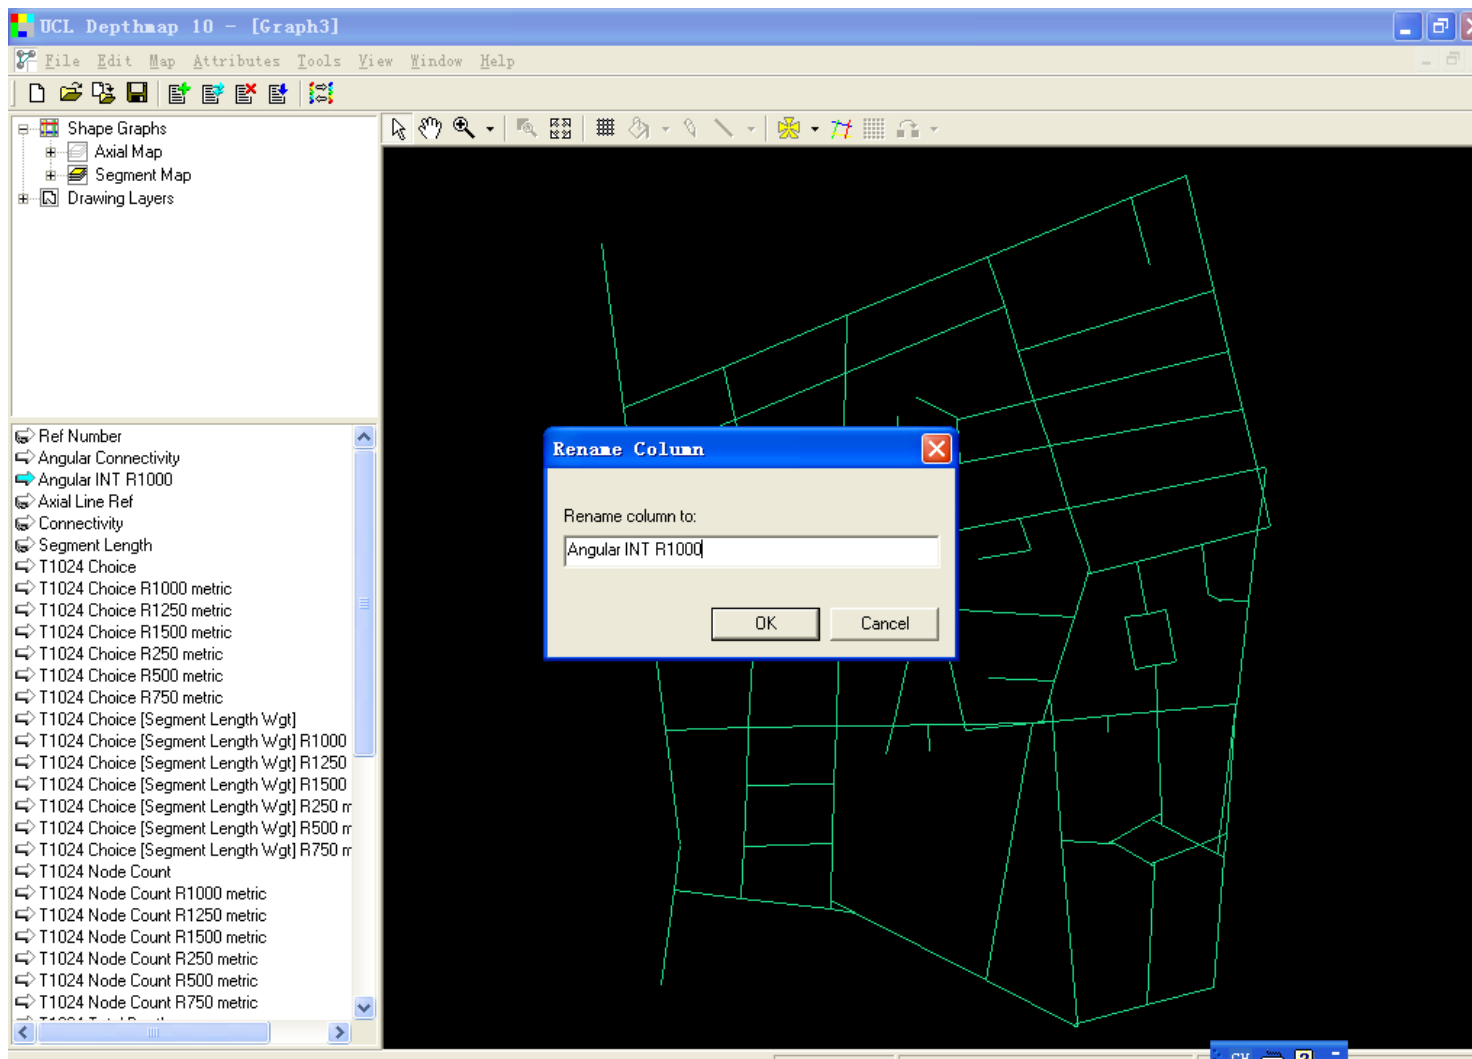 UCL Depthmap 10 - [Graph3]
File Edit Map Attributes Tools View Window Help
Shape Graphs
Axial Map
Segment Map
Drawing Layers
Ref Number
Angular Connectivity
Angular INT R1000
Axial Line Ref
Connectivity
Segment Length
T1024 Choice
T1024 Choice R1000 metric
T1024 Choice R1250 metric
T1024 Choice R1500 metric
T1024 Choice R250 metric
T1024 Choice R500 metric
T1024 Choice R750 metric
T1024 Choice [Segment Length Wgt]
T1024 Choice [Segment Length Wgt] R1000
T1024 Choice [Segment Length Wgt] R1250
T1024 Choice [Segment Length Wgt] R1500
T1024 Choice [Segment Length Wgt] R250 m
T1024 Choice [Segment Length Wgt] R500 m
T1024 Choice [Segment Length Wgt] R750 m
T1024 Node Count
T1024 Node Count R1000 metric
T1024 Node Count R1250 metric
T1024 Node Count R1500 metric
T1024 Node Count R250 metric
T1024 Node Count R500 metric
T1024 Node Count R750 metric
Rename Column
Rename column to:
Angular INT R1000
OK Cancel